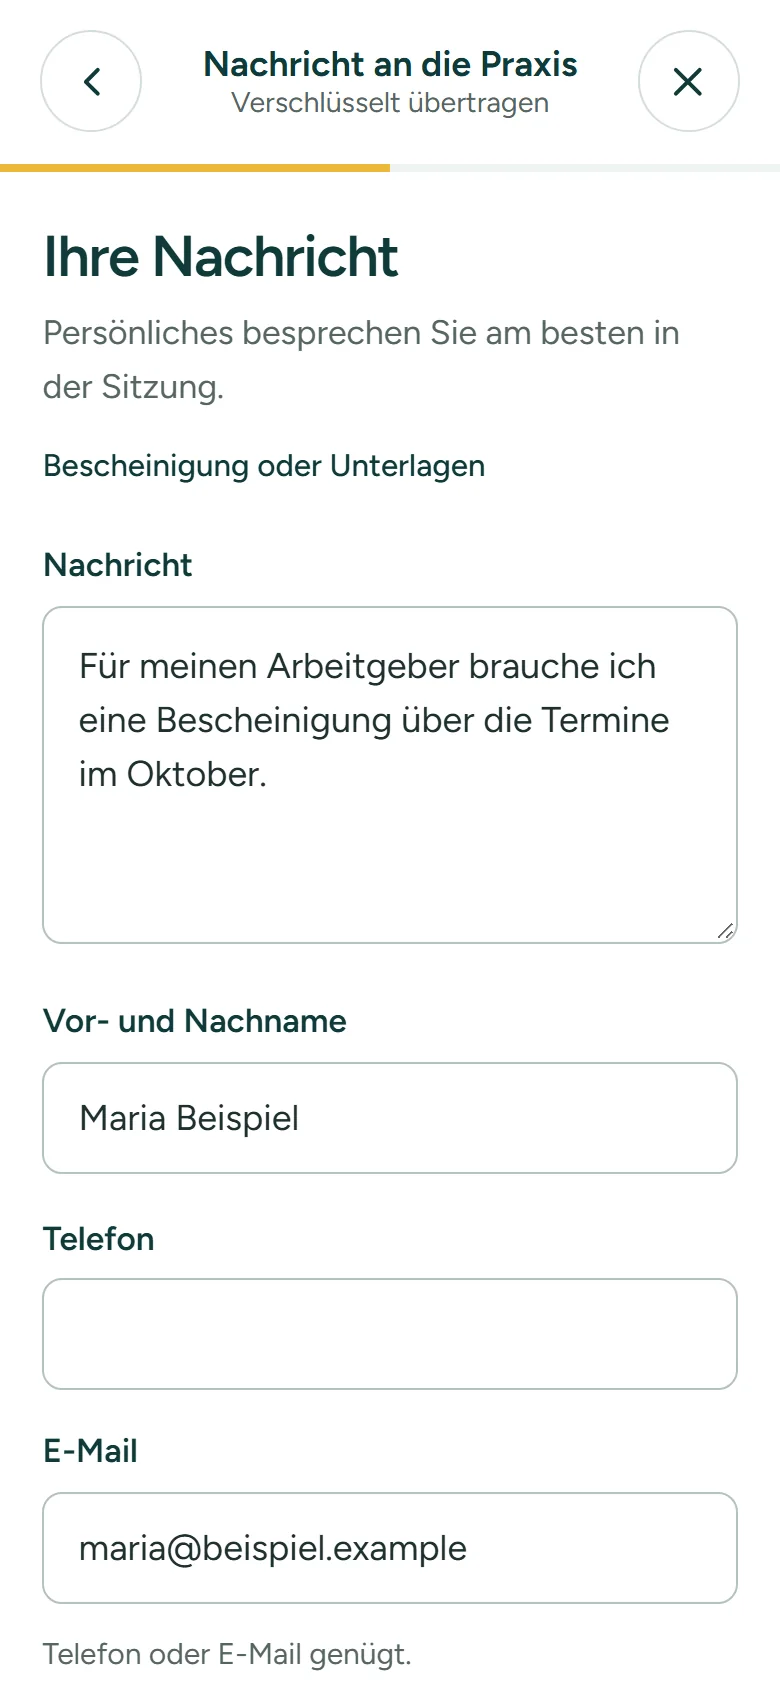 Nachricht an die Praxis
Verschlüsselt übertragen
Ihre Nachricht
Persönliches besprechen Sie am besten in
der Sitzung.
Bescheinigung oder Unterlagen
Nachricht
Für meinen Arbeitgeber brauche ich
eine Bescheinigung über die Termine
im Oktober.
Vor- und Nachname
Maria Beispiel
Telefon
E-Mail
maria@beispiel.example
Telefon oder E-Mail genügt.